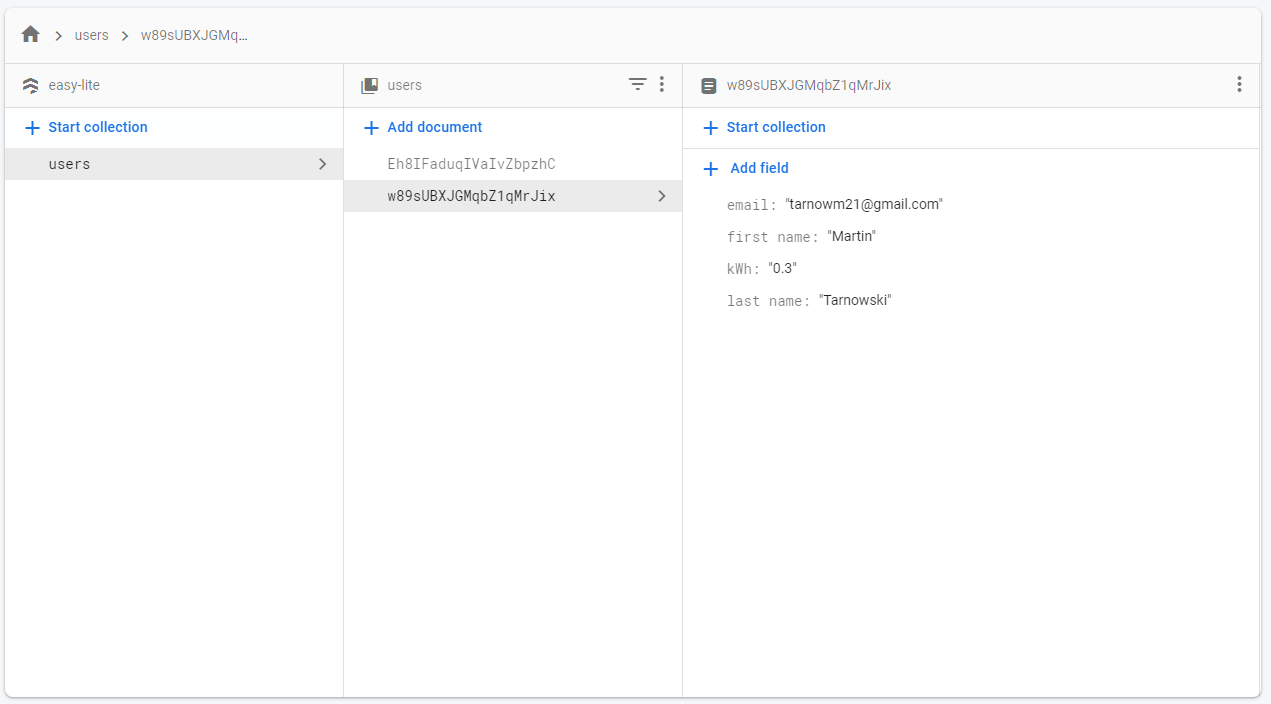 users w89sUBXJGMq…
easy-lite
Start collection
users
users
Add document
Eh8IFaduqIVaIvZbpzhC
w89sUBXJGMqbZ1qMrJix
w89sUBXJGMqbZ1qMrJix
Start collection
Add field
email: "tarnowm21@gmail.com"
first name: "Martin"
kWh: "0.3"
last name: "Tarnowski"